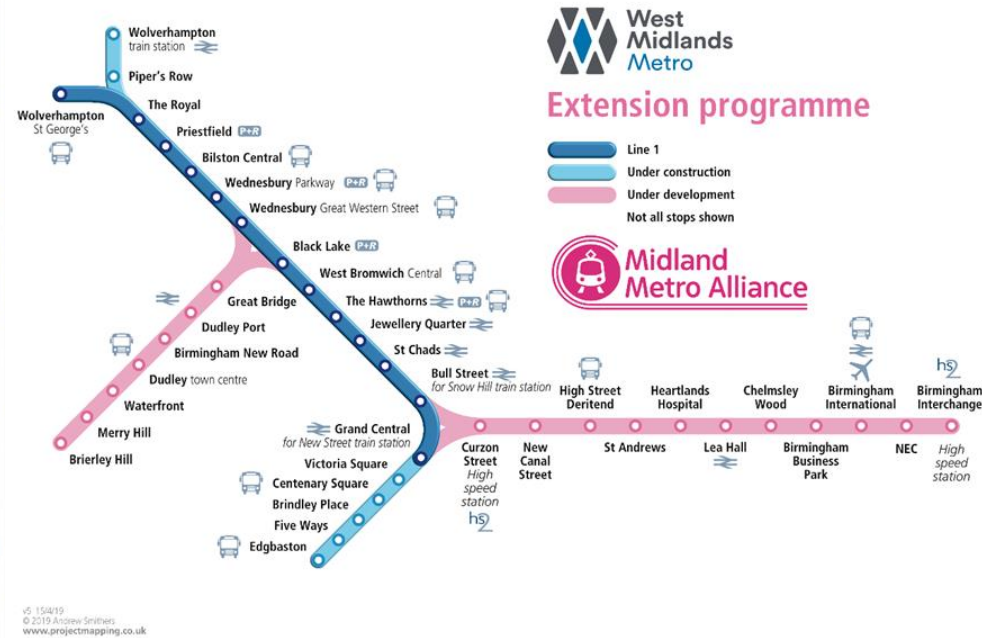 West
Midlands
Metro
Extension programme
Line 1
Under construction
Under development
Not all stops shown
Midland
Metro Alliance
Wolverhampton
train station
Piper's Row
Wolverhampton
St George's
The Royal
Priestfield P+R
Bilston Central
Wednesbury Parkway P+R
Wednesbury Great Western Street
Black Lake P+R
West Bromwich Central
The Hawthorns P+R
Jewellery Quarter
St Chads
Bull Street
for Snow Hill train station
Grand Central
for New Street train station
Victoria Square
Centenary Square
Brindley Place
Five Ways
Edgbaston
Great Bridge
Dudley Port
Birmingham New Road
Dudley town centre
Waterfront
Merry Hill
Brierley Hill
Curzon
Street
High
speed
station
hs2
New
Canal
Street
High Street
Deritend
St Andrews
Heartlands
Hospital
Lea Hall
Chelmsley
Wood
Birmingham
Business
Park
Birmingham
International
NEC
hs2
Birmingham
Interchange
High
speed
station
v5 15/4/19
© 2019 Andrew Smithers
www.projectmapping.co.uk